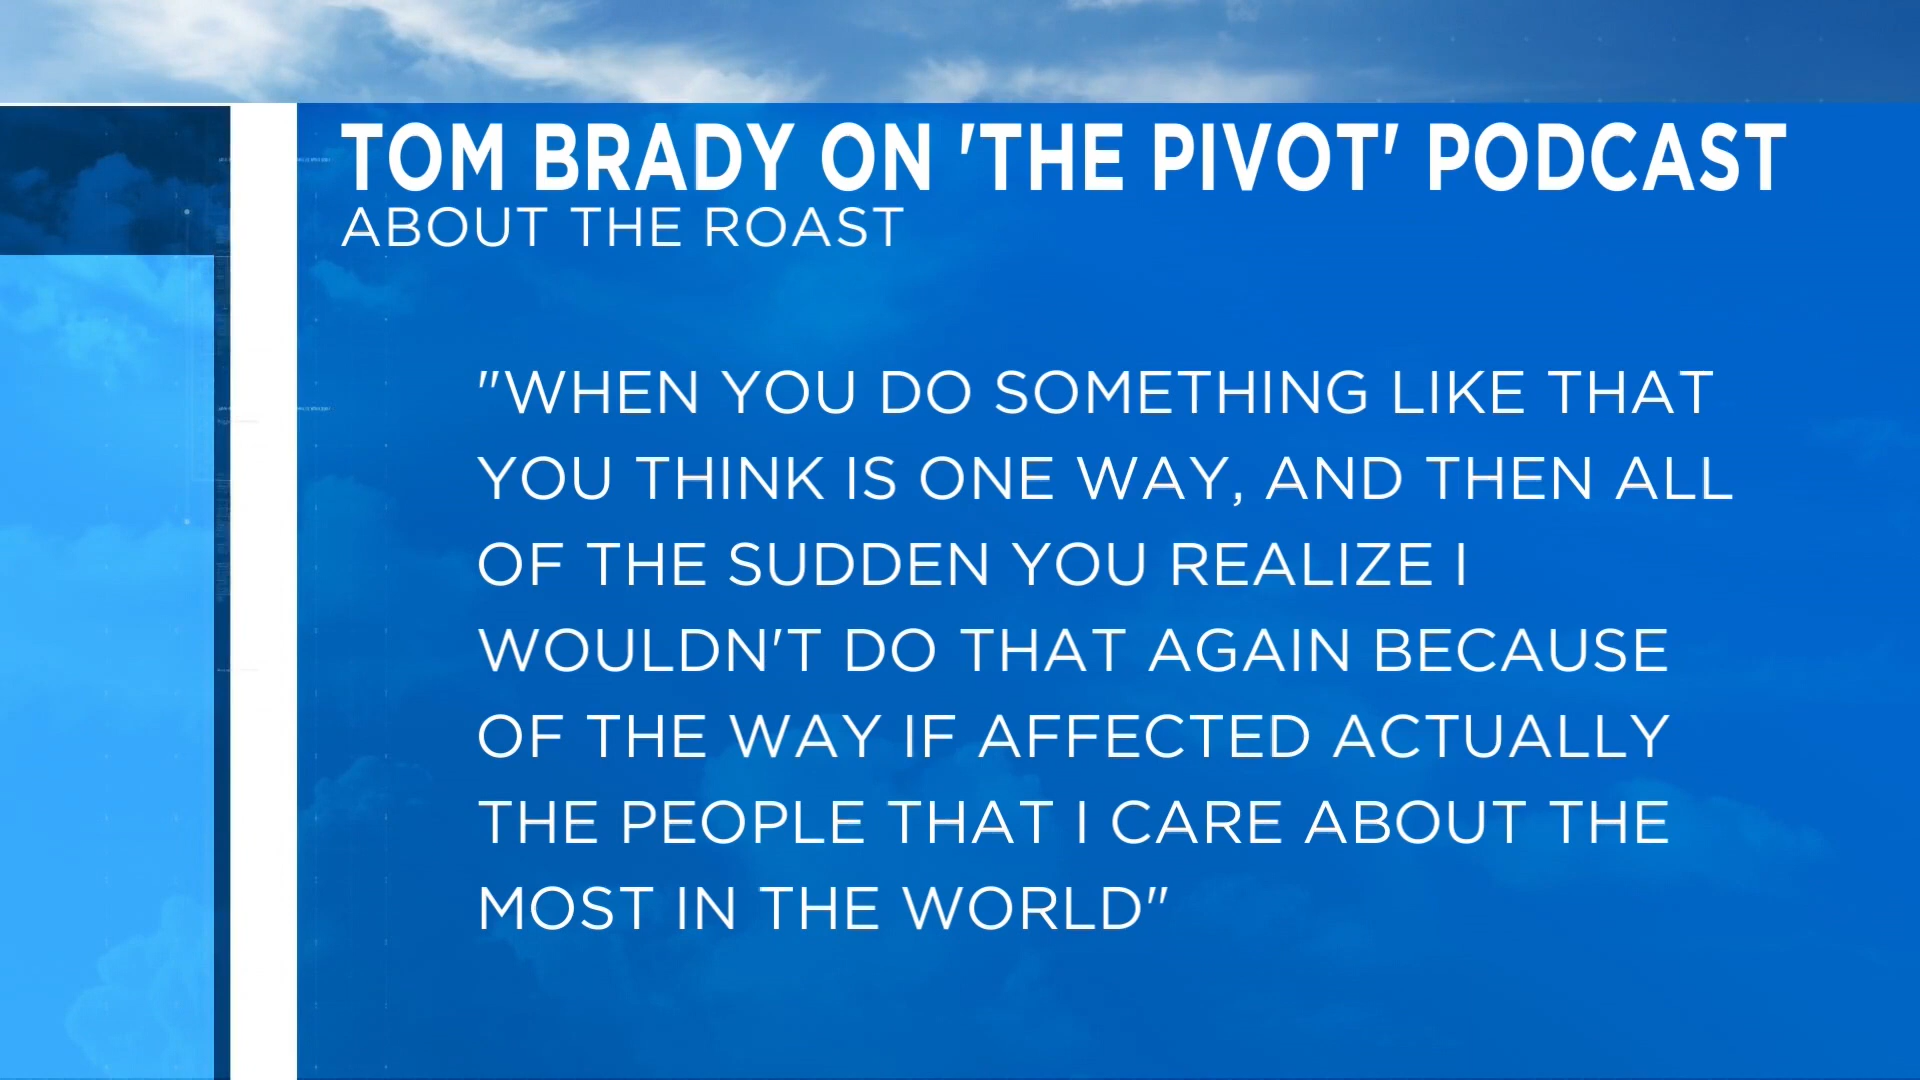 TOM BRADY ON 'THE PIVOT' PODCAST
ABOUT THE ROAST
"WHEN YOU DO SOMETHING LIKE THAT
YOU THINK IS ONE WAY, AND THEN ALL
OF THE SUDDEN YOU REALIZE I
WOULDN'T DO THAT AGAIN BECAUSE
OF THE WAY IF AFFECTED ACTUALLY
THE PEOPLE THAT I CARE ABOUT THE
MOST IN THE WORLD"